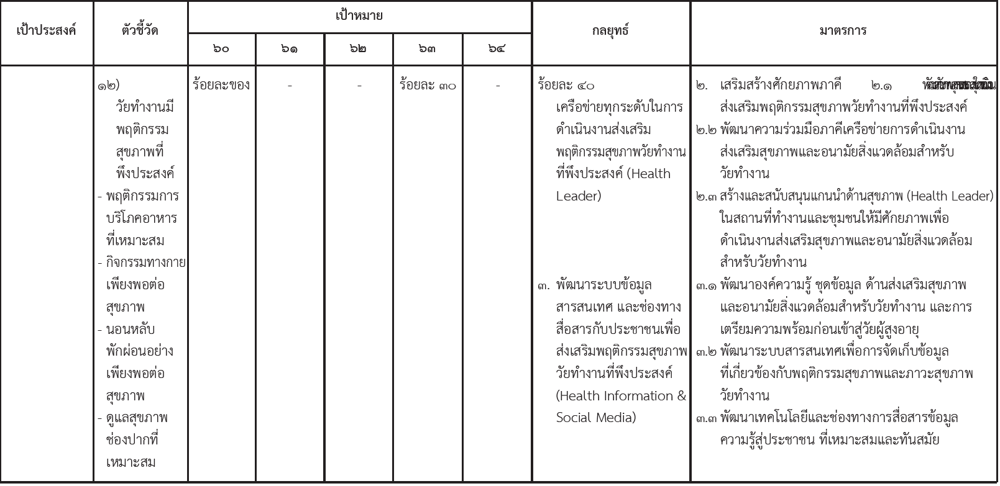 เป้าประสงค์ ตัวชี้วัด เป้าหมาย กลยุทธ์ มาตรการ
๖๐ ๖๑ ๖๒ ๖๓ ๖๔
๑๒) ร้อยละของ - - ร้อยละ ๓๐ - ร้อยละ ๔๐ ๒. เสริมสร้างศักยภาพภาคี ๒.๑
วัยทำงานมี
พฤติกรรม
สุขภาพที่
พึงประสงค์
- พฤติกรรมการ
บริโภคอาหาร
ที่เหมาะสม
- กิจกรรมทางกาย
เพียงพอต่อ
สุขภาพ
- นอนหลับ
พักผ่อนอย่าง
เพียงพอต่อ
สุขภาพ
- ดูแลสุขภาพ
ช่องปากที่
เหมาะสม
เครือข่ายทุกระดับในการ
ดำเนินงานส่งเสริม
พฤติกรรมสุขภาพวัยทำงาน
ที่พึงประสงค์ (Health
Leader)
๓. พัฒนาระบบข้อมูล
สารสนเทศ และช่องทาง
สื่อสารกับประชาชนเพื่อ
ส่งเสริมพฤติกรรมสุขภาพ
วัยทำงานที่พึงประสงค์
(Health Information &
Social Media)
ส่งเสริมพฤติกรรมสุขภาพวัยทำงานที่พึงประสงค์
๒.๒ พัฒนาความร่วมมือภาคีเครือข่ายการดำเนินงาน
ส่งเสริมสุขภาพและอนามัยสิ่งแวดล้อมสำหรับ
วัยทำงาน
๒.๓ สร้างและสนับสนุนแกนนำด้านสุขภาพ (Health Leader)
ในสถานที่ทำงานและชุมชนให้มีศักยภาพเพื่อ
ดำเนินงานส่งเสริมสุขภาพและอนามัยสิ่งแวดล้อม
สำหรับวัยทำงาน
๓.๑ พัฒนาองค์ความรู้ ชุดข้อมูล ด้านส่งเสริมสุขภาพ
และอนามัยสิ่งแวดล้อมสำหรับวัยทำงาน และการ
เตรียมความพร้อมก่อนเข้าสู่วัยผู้สูงอายุ
๓.๒ พัฒนาระบบสารสนเทศเพื่อการจัดเก็บข้อมูล
ที่เกี่ยวข้องกับพฤติกรรมสุขภาพและภาวะสุขภาพ
วัยทำงาน
๓.๓ พัฒนาเทคโนโลยีและช่องทางการสื่อสารข้อมูล
ความรู้สู่ประชาชน ที่เหมาะสมและทันสมัย